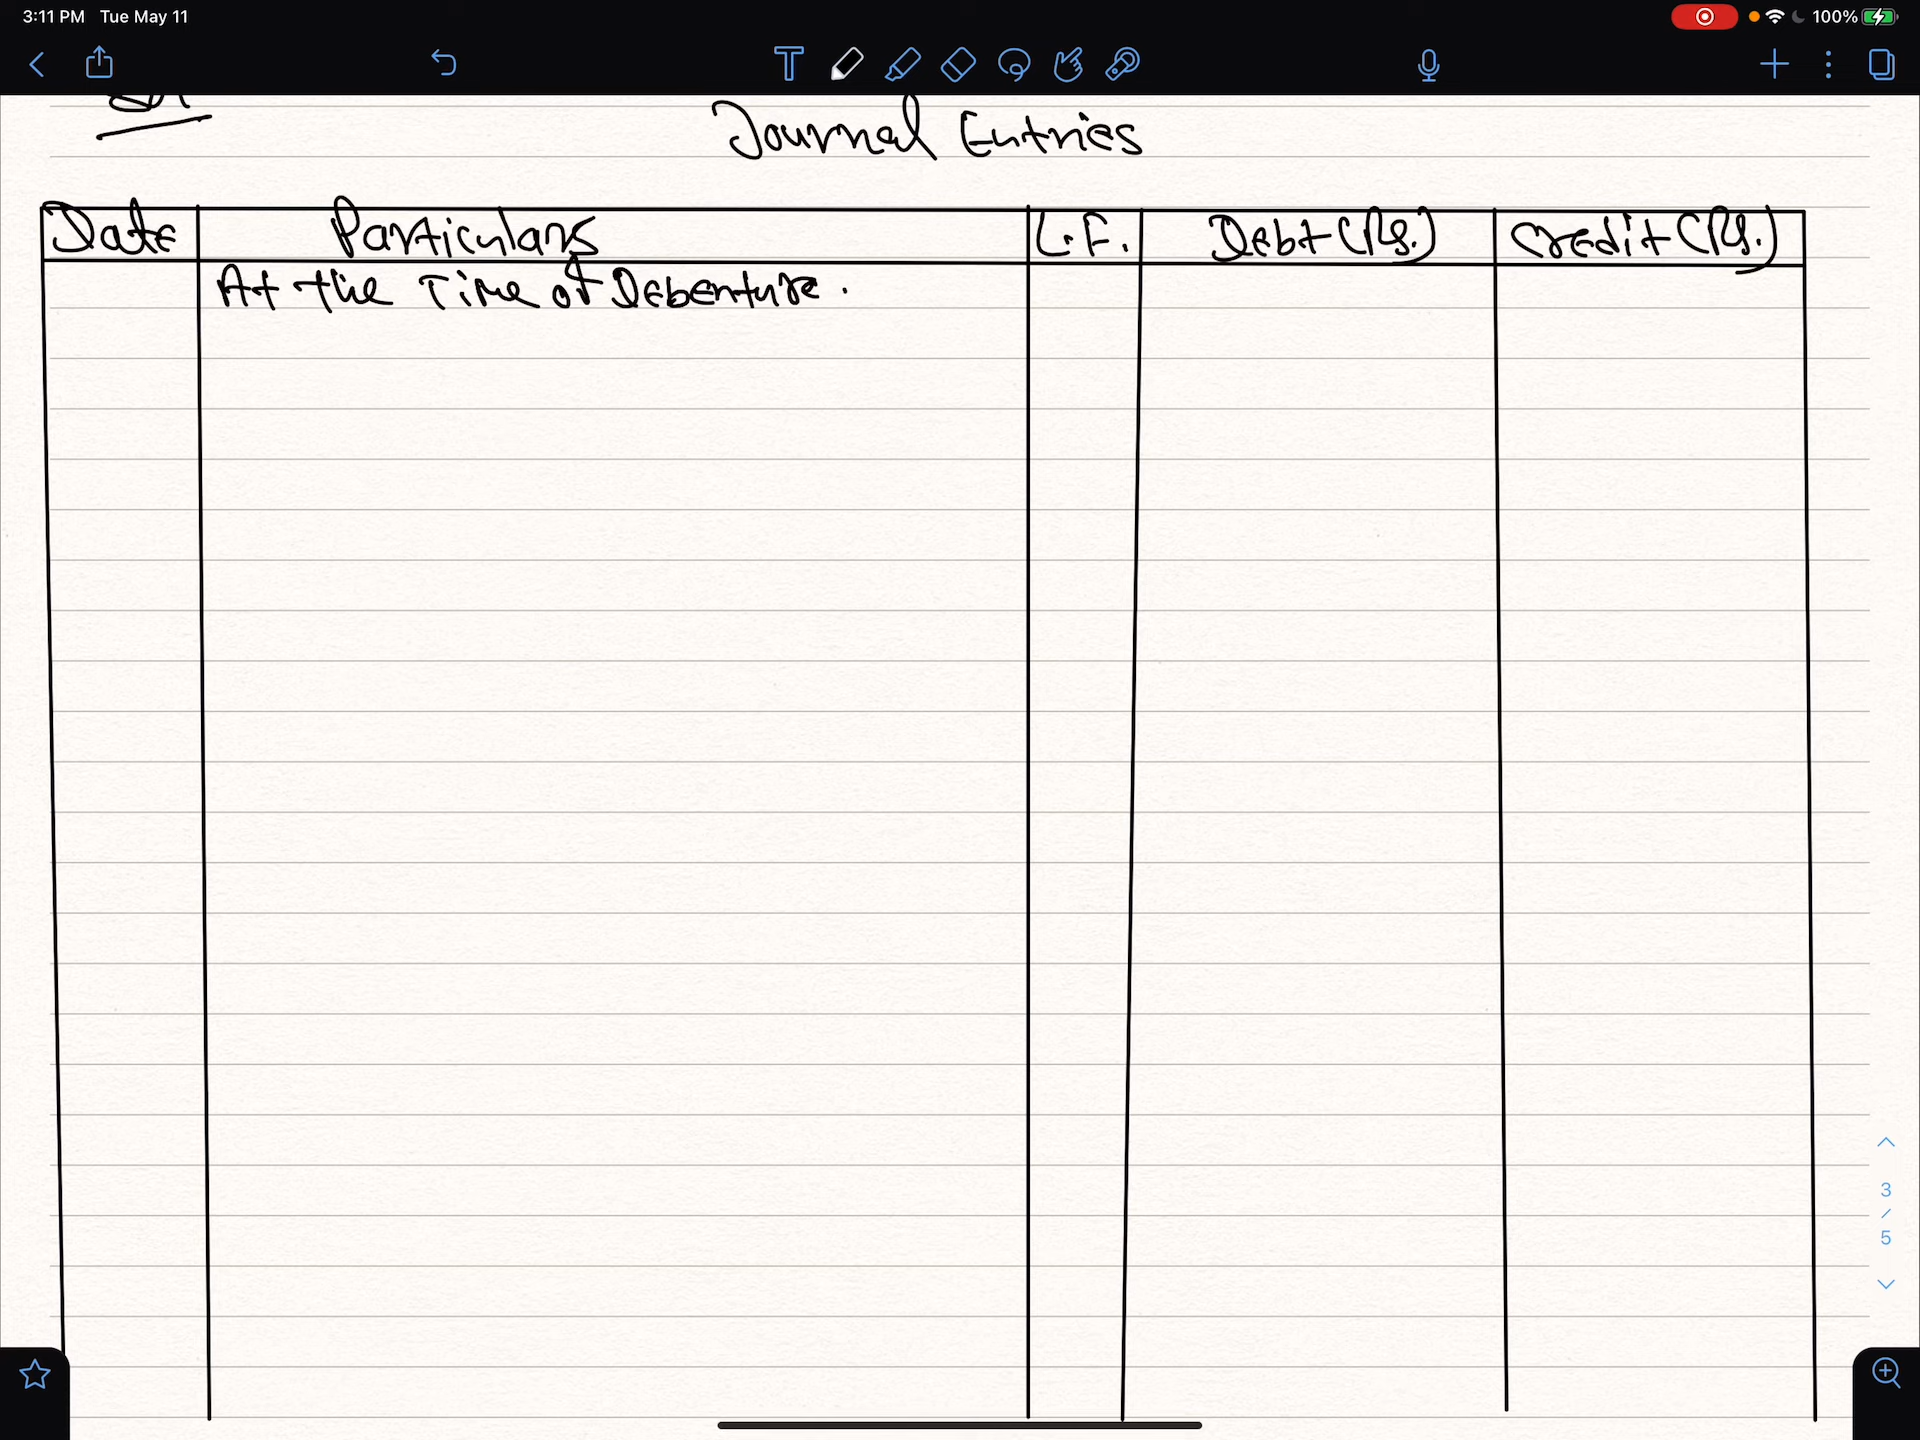 3:11 PM Tue May 11
100%
Journal Entries
Date Particulars L.F. Debt (Rs.) Credit (Rs.)
At the Time of Debenture.
3
/
5